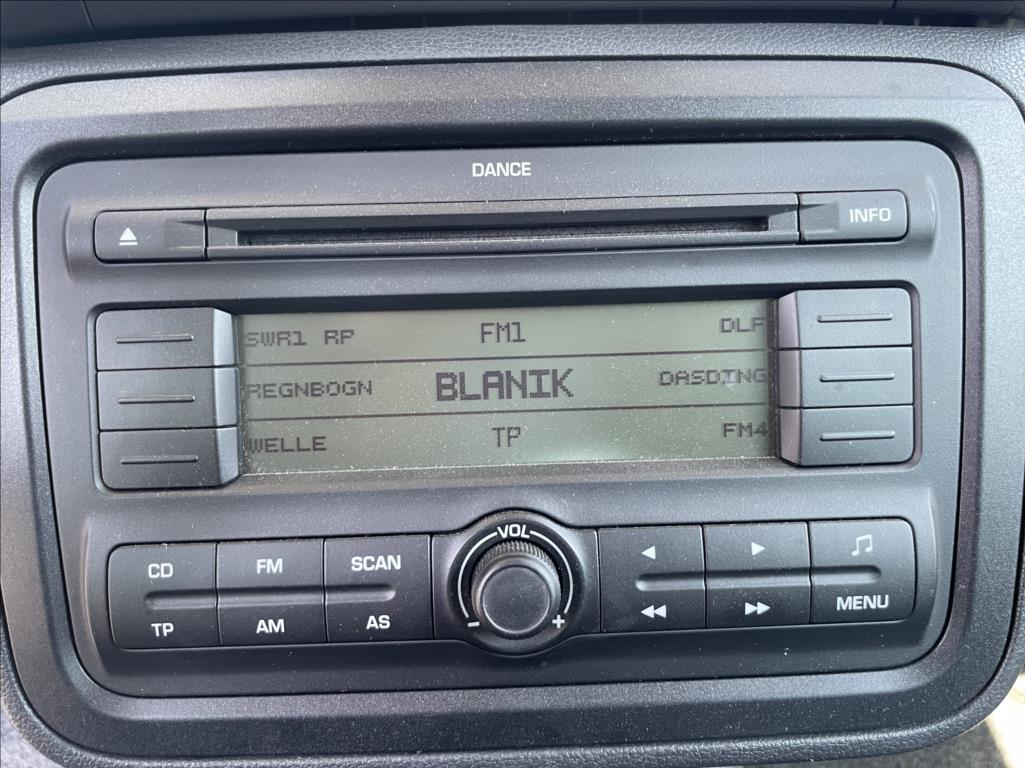 DANCE
INFO
SWR1 RP FM1 DLF
REGNBOGN BLANIK DASDING
WELLE TP FM4
VOL
- +
CD FM SCAN
TP AM AS MENU